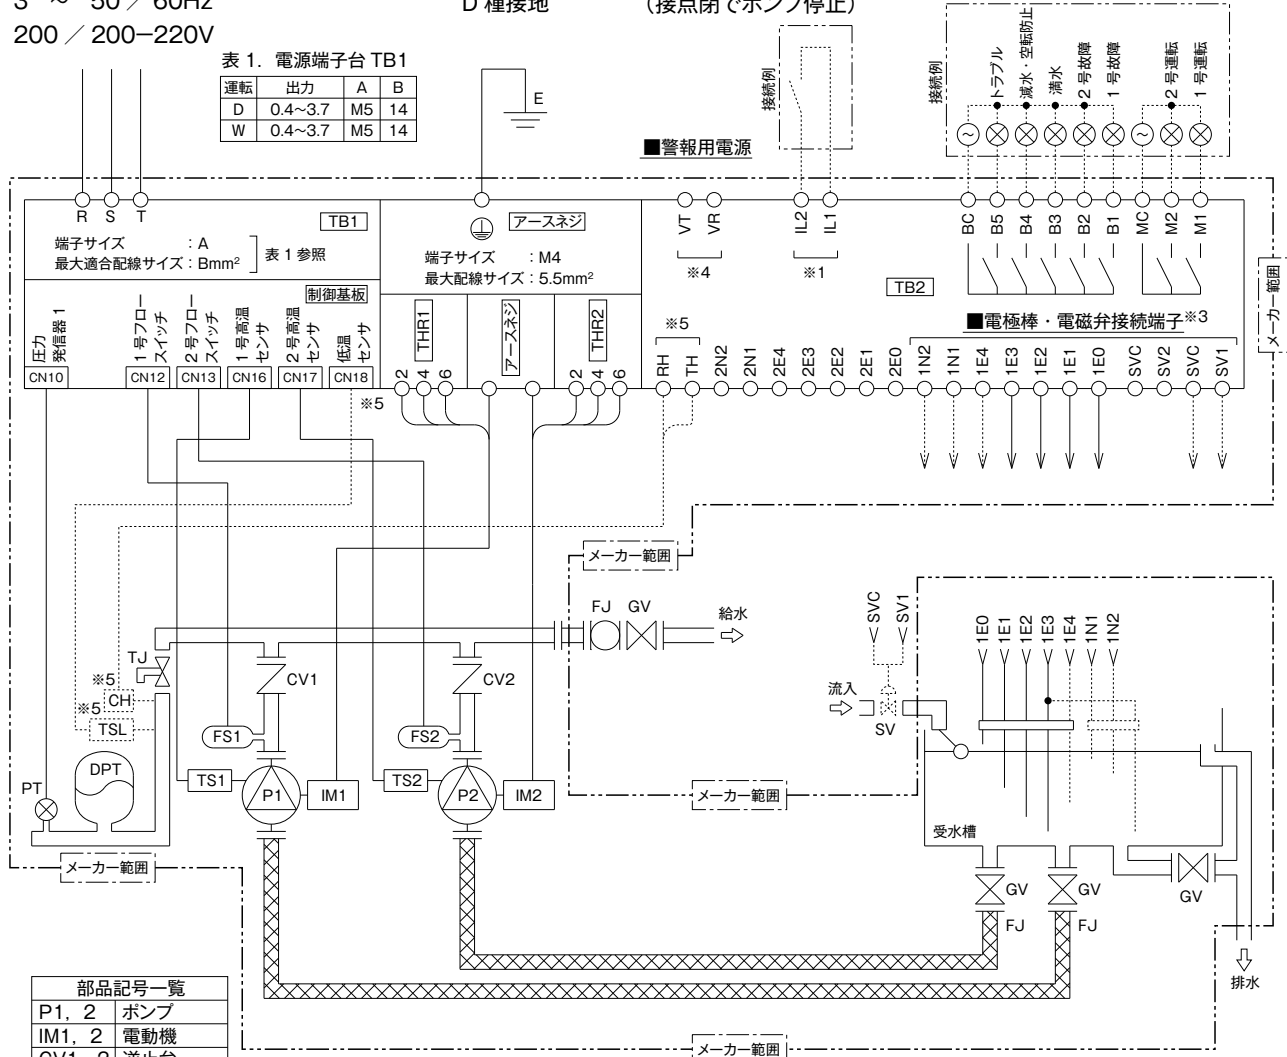 3 ～ 50／60Hz
200／200−220V
D 種接地
（接点閉でポンプ停止）
表 1. 電源端子台 TB1
運転 出力 A B
D 0.4~3.7 M5 14
W 0.4~3.7 M5 14
E
接続例
■警報用電源
接続例
トラブル
減水・空転防止
満水
2 号故障
1 号故障
2 号運転
1 号運転
R S T
TB1
端子サイズ : A
最大適合配線サイズ : Bmm²
表 1 参照
アースネジ
端子サイズ : M4
最大配線サイズ : 5.5mm²
VT VR
※4
IL2 IL1
※1
BC B5 B4 B3 B2 B1 MC M2 M1
TB2
メーカー範囲
制御基板
圧力発信器 1
1 号フロースイッチ
2 号フロースイッチ
1 号高温センサ
2 号高温センサ
低温センサ
CN10 CN12 CN13 CN16 CN17 CN18
※5
THR1
アースネジ
THR2
2 4 6
2 4 6
■電極棒・電磁弁接続端子※3
※5
RH TH 2N2 2N1 2E4 2E3 2E2 2E1 2E0 1N2 1N1 1E4 1E3 1E2 1E1 1E0 SVC SV2 SVC SV1
メーカー範囲
FJ GV
給水
TJ
CV1
CV2
※5
CH
※5
TSL
FS1
FS2
DPT
PT
TS1
P1
IM1
TS2
P2
IM2
メーカー範囲
SVC SV1
流入
SV
1E0 1E1 1E2 1E3 1E4 1N1 1N2
メーカー範囲
受水槽
GV
GV
GV
FJ
FJ
排水
部品記号一覧
P1, 2 ポンプ
IM1, 2 電動機
CV1, 2 逆止弁
メーカー範囲